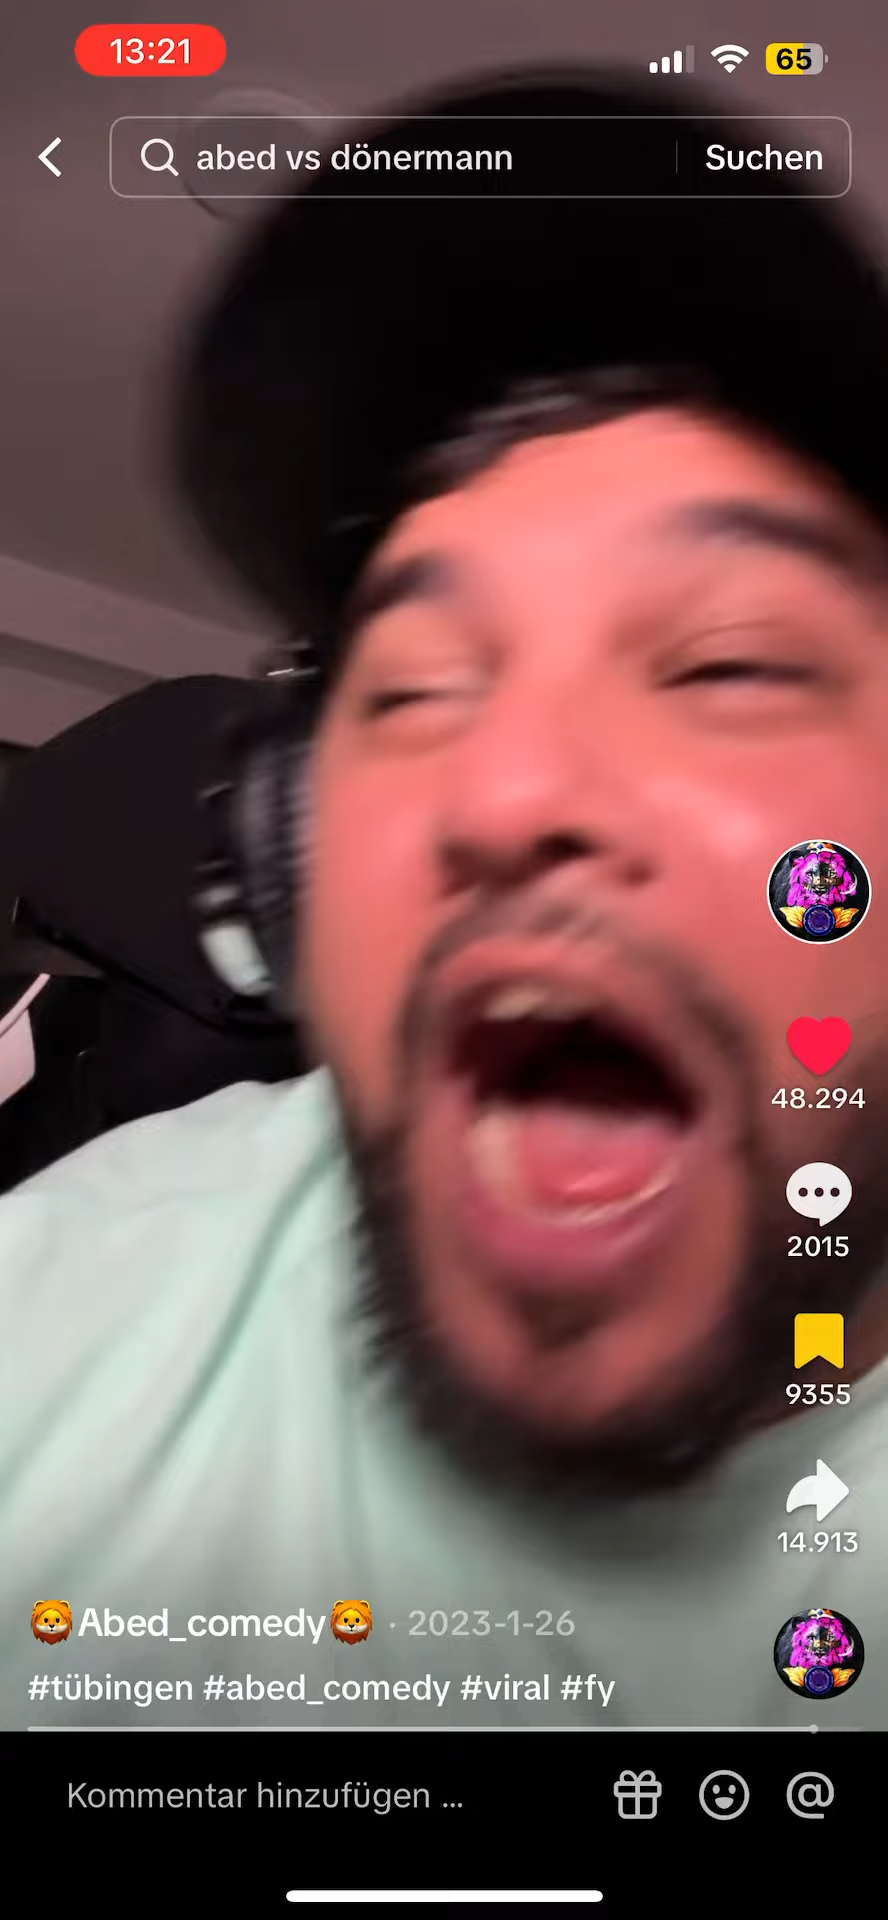 13:21
65
abed vs dönermann
Suchen
48.294
2015
9355
14.913
🦁Abed_comedy🦁 · 2023-1-26
#tübingen #abed_comedy #viral #fy
Kommentar hinzufügen ...